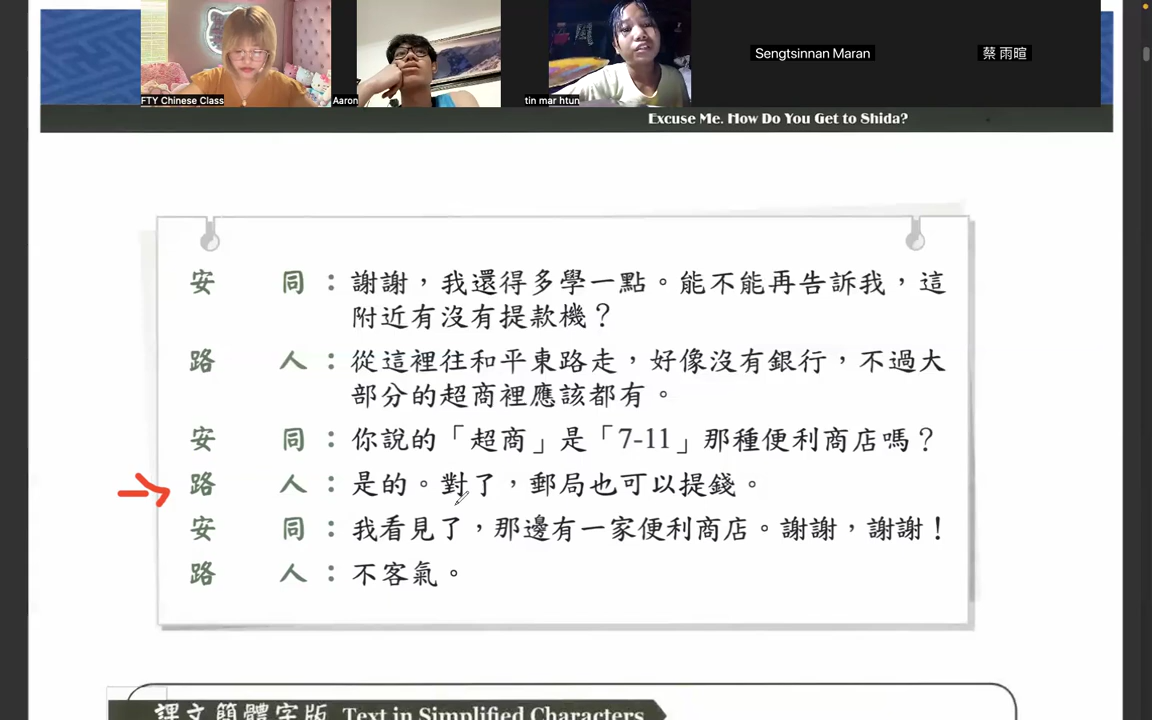 FTY Chinese Class
Aaron
tin mar htun
Sengtsinnan Maran
蔡 雨暄
Excuse Me. How Do You Get to Shida?
安 同：謝謝，我還得多學一點。能不能再告訴我，這
附近有沒有提款機？
路 人：從這裡往和平東路走，好像沒有銀行，不過大
部分的超商裡應該都有。
安 同：你說的「超商」是「7-11」那種便利商店嗎？
路 人：是的。對了，郵局也可以提錢。
安 同：我看見了，那邊有一家便利商店。謝謝，謝謝！
路 人：不客氣。
課文簡體字版 Text in Simplified Characters